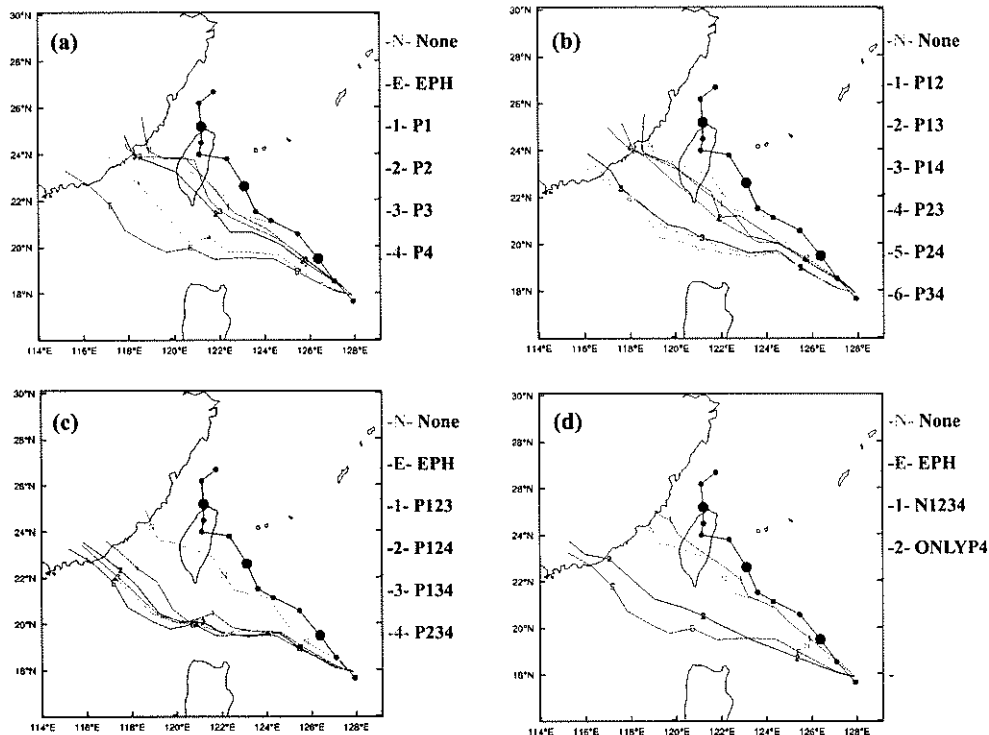 (a)
30°N
28°N
26°N
24°N
22°N
20°N
18°N
114°E 116°E 118°E 120°E 122°E 124°E 126°E 128°E
-N- None
-E- EPH
-1- P1
-2- P2
-3- P3
-4- P4
(b)
30°N
28°N
26°N
24°N
22°N
20°N
18°N
114°E 116°E 118°E 120°E 122°E 124°E 126°E 128°E
-N- None
-1- P12
-2- P13
-3- P14
-4- P23
-5- P24
-6- P34
(c)
30°N
28°N
26°N
24°N
22°N
20°N
18°N
114°E 116°E 118°E 120°E 122°E 124°E 126°E 128°E
-N- None
-E- EPH
-1- P123
-2- P124
-3- P134
-4- P234
(d)
30°N
28°N
26°N
24°N
22°N
20°N
18°N
114°E 116°E 118°E 120°E 122°E 124°E 126°E 128°E
-N- None
-E- EPH
-1- N1234
-2- ONLYP4